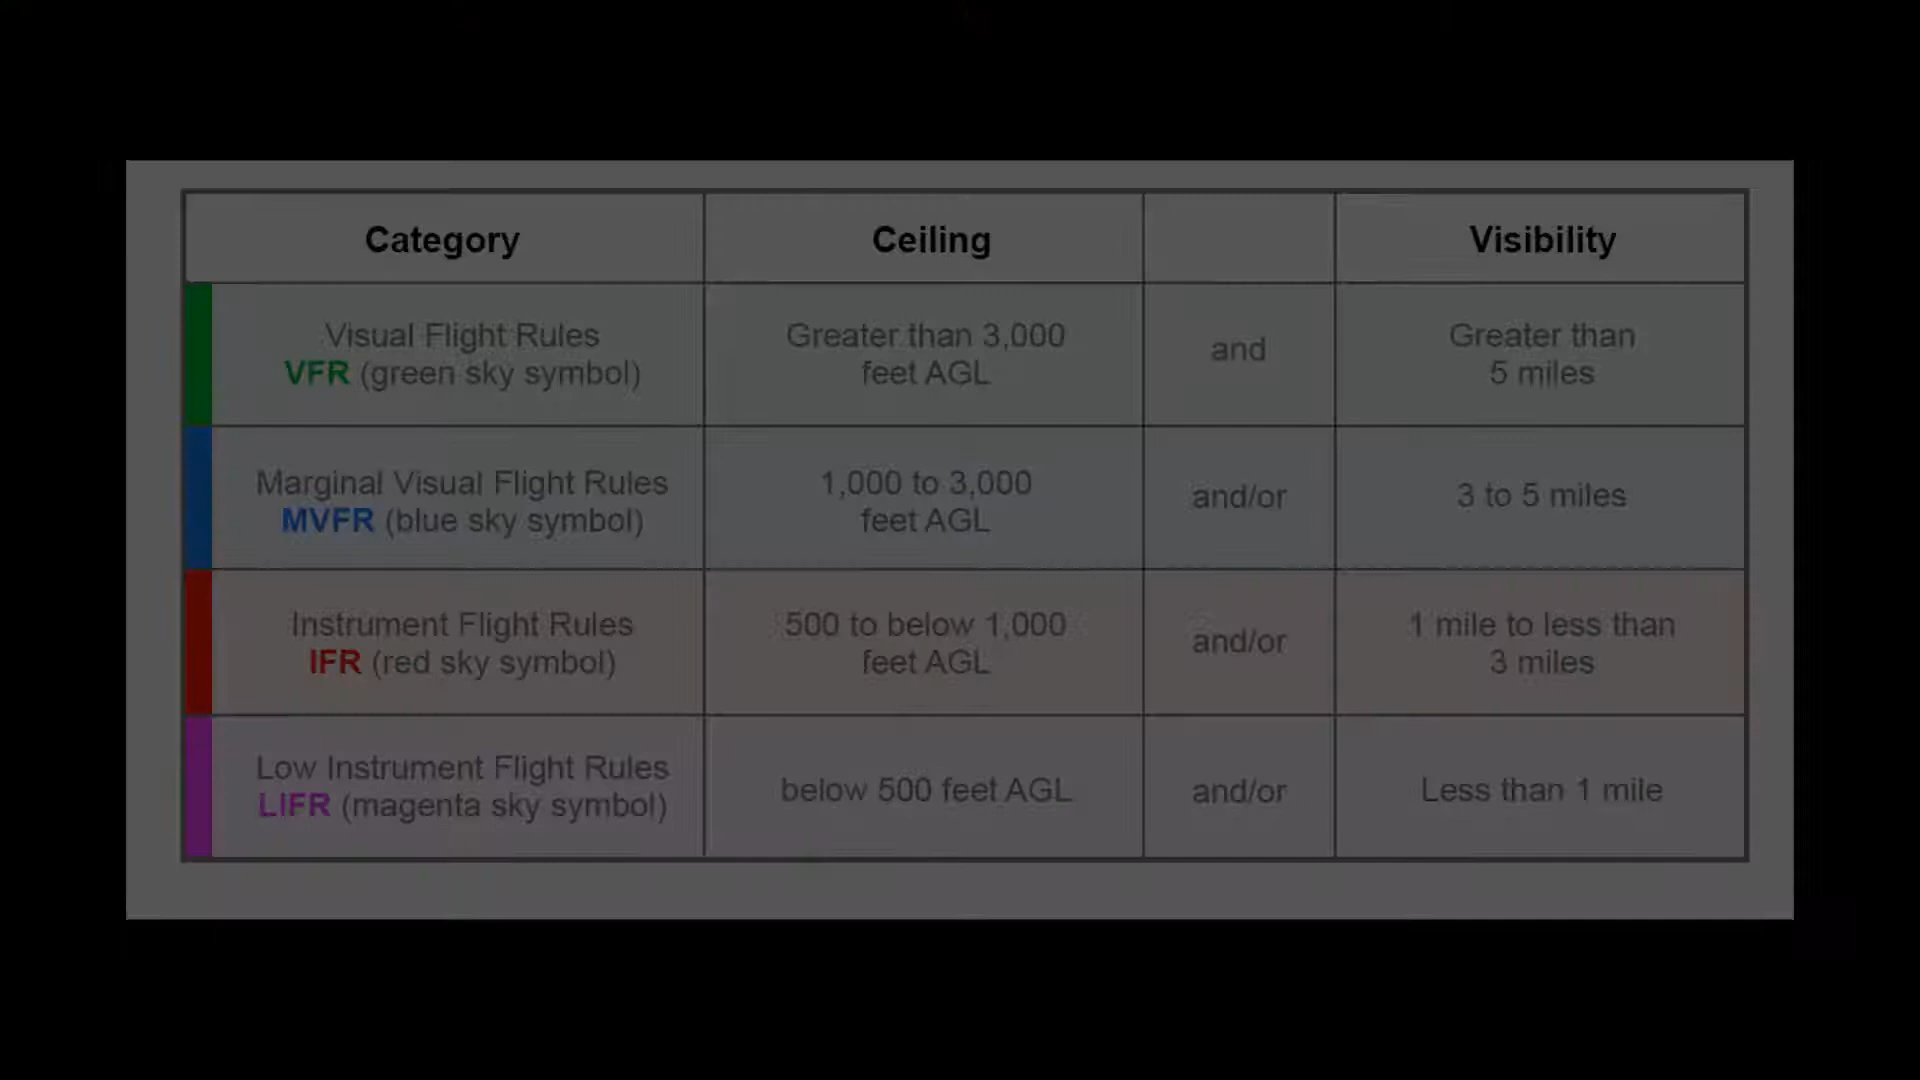 Category Ceiling Visibility
Visual Flight Rules
VFR (green sky symbol)
Greater than 3,000
feet AGL
and
Greater than
5 miles
Marginal Visual Flight Rules
MVFR (blue sky symbol)
1,000 to 3,000
feet AGL
and/or
3 to 5 miles
Instrument Flight Rules
IFR (red sky symbol)
500 to below 1,000
feet AGL
and/or
1 mile to less than
3 miles
Low Instrument Flight Rules
LIFR (magenta sky symbol)
below 500 feet AGL
and/or
Less than 1 mile